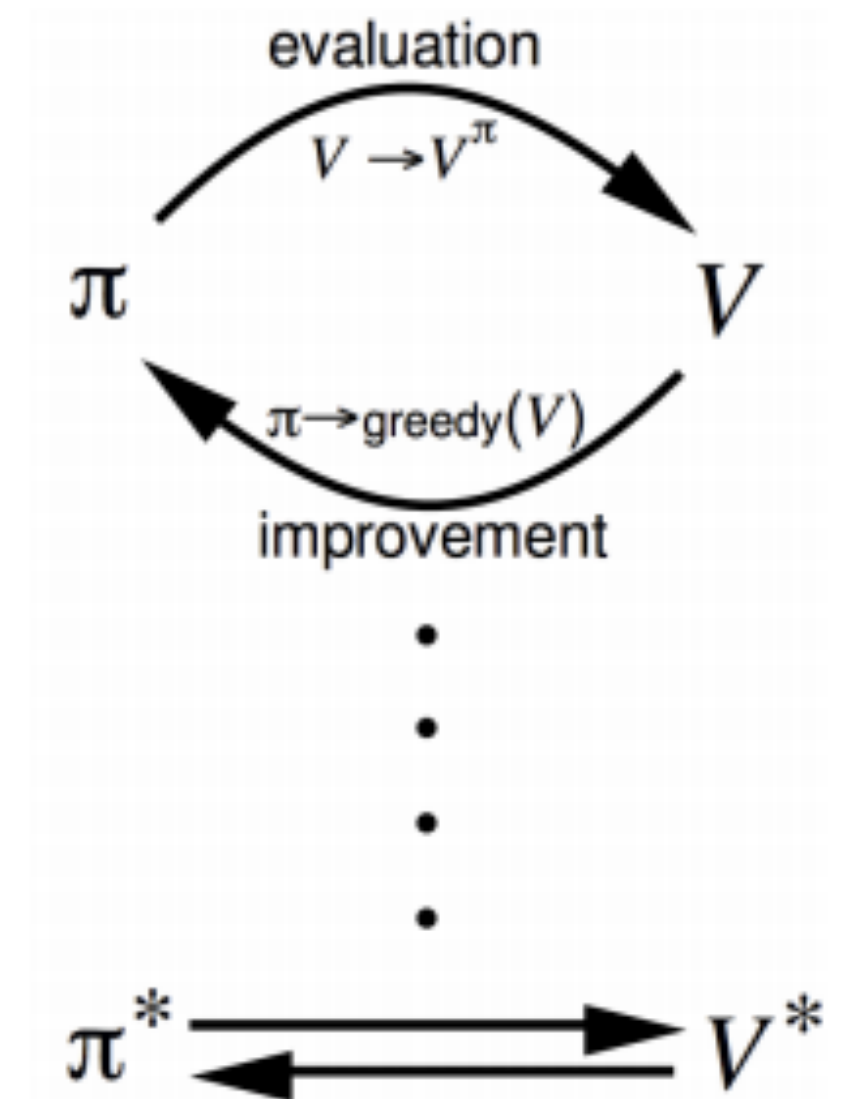 evaluation
V → V^π
π V
π→greedy(V)
improvement
π* V*